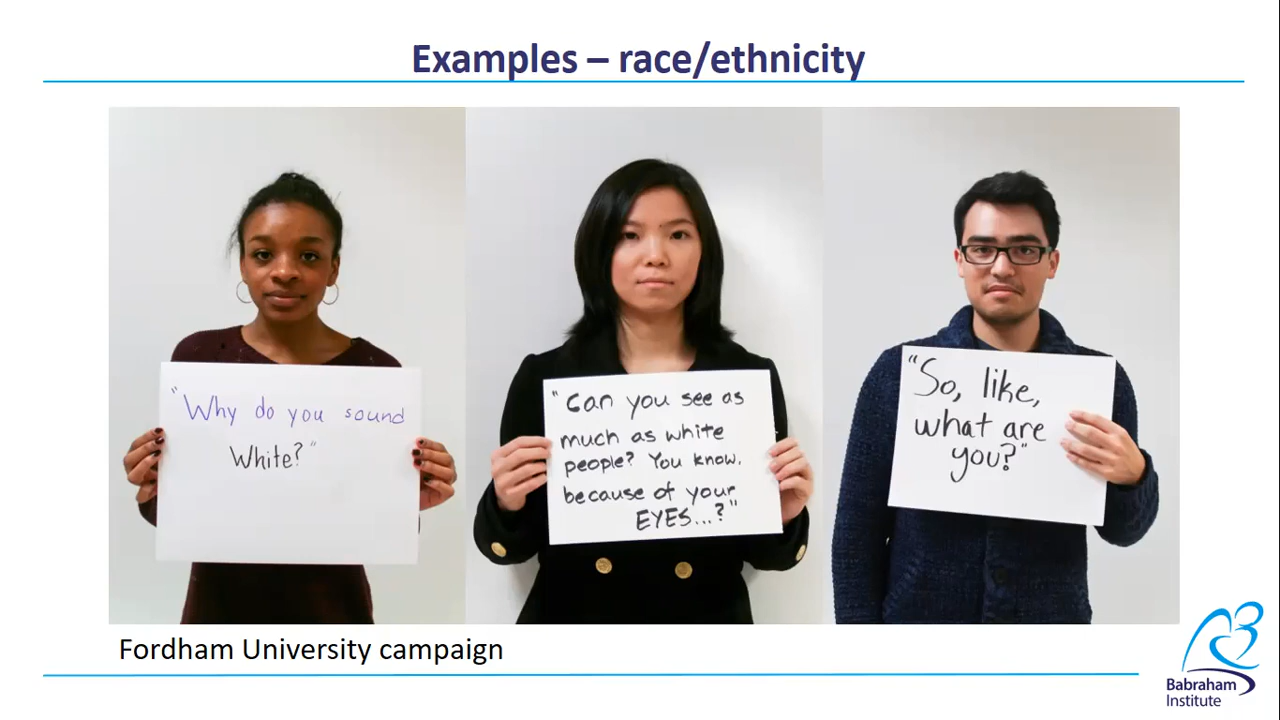 Examples – race/ethnicity
"Why do you sound
White?"
"Can you see as
much as white
people? You know,
because of your
EYES...?"
"So, like,
what are
you?"
Fordham University campaign
Babraham
Institute